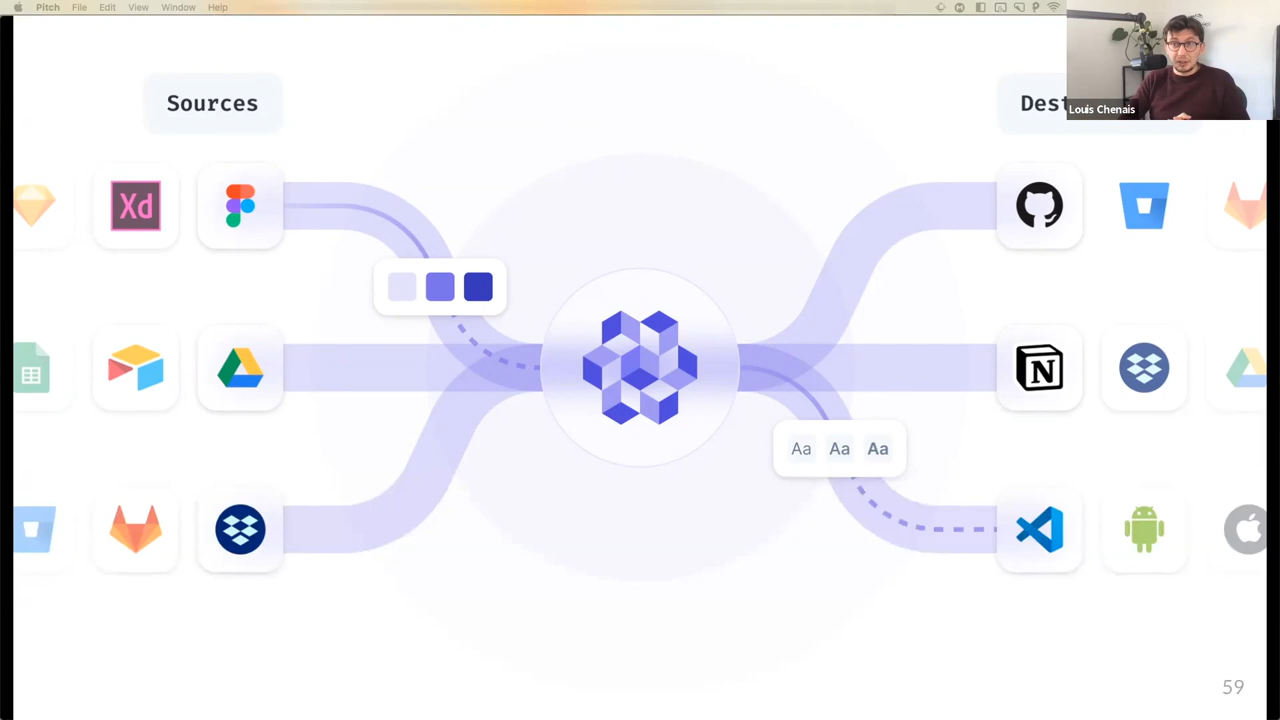 Pitch File Edit View Window Help
Louis Chenais
Sources
Dest
Xd
N
Aa Aa Aa
59